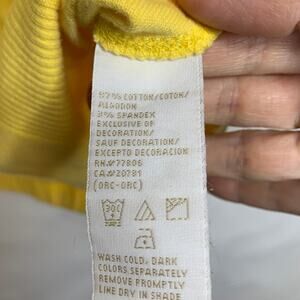 97% COTTON/COTON/
ALGODON
3% SPANDEX
EXCLUSIVE OF
DECORATION/
SAUF DECORATION/
EXCEPTO DECORACION
RN#77806
CA#20781
(ORC-ORC)
30C
WASH COLD, DARK
COLORS SEPARATELY
REMOVE PROMPTLY
LINE DRY IN SHADE